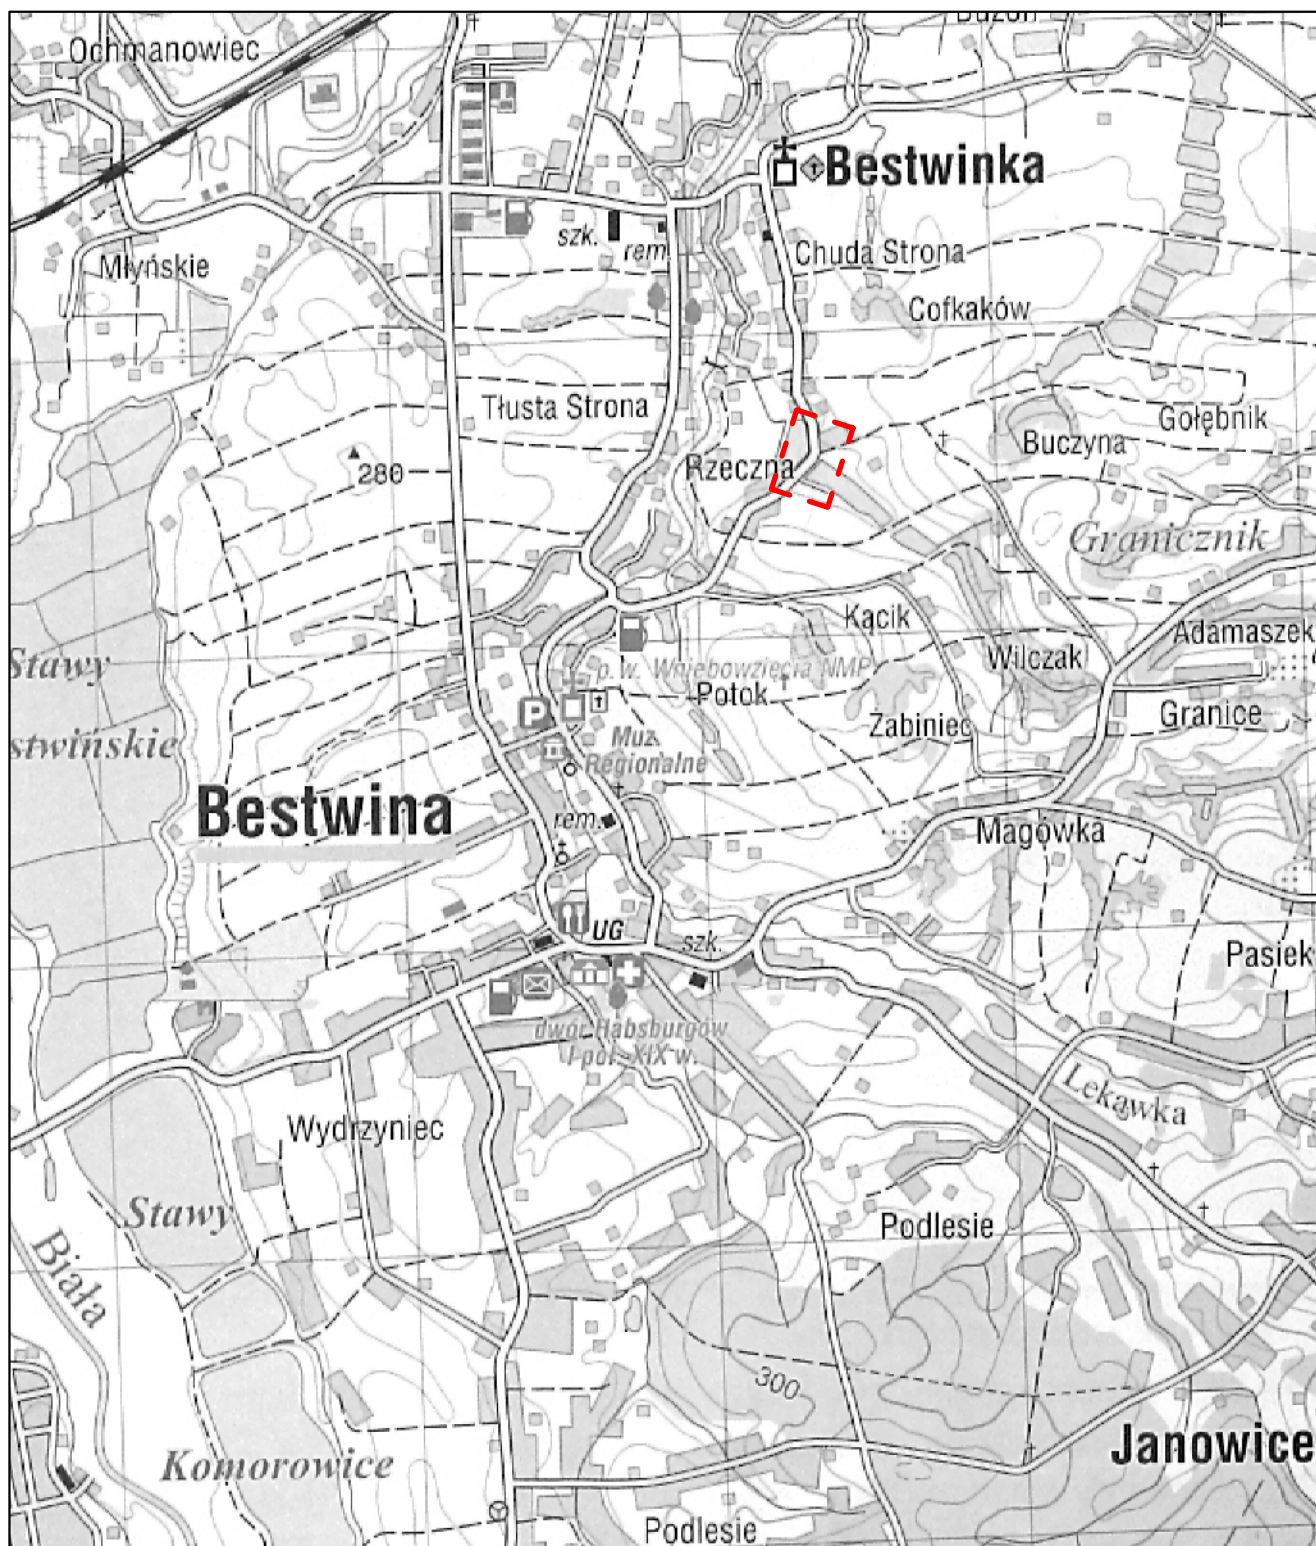 Ochmanowiec
Bestwinka
szk.
rem.
Chuda Strona
Młyńskie
Cofkaków
Tłusta Strona
Gołębnik
Buczyna
280
Rzeczna
Granicznik
Kącik
Adamaszek
Wilczak
Stawy
p. w. Wniebowzięcia NMP
Potok
Granice
P
Zabiniec
stwińskie
Muz.
Regionalne
Bestwina
rem.
Magówka
UG
szk.
Pasiek
dwór Habsburgów
I poł. XIX w.
Łękawka
Wydrzyniec
Stawy
Podlesie
Biała
300
Janowice
Komorowice
Podlesie